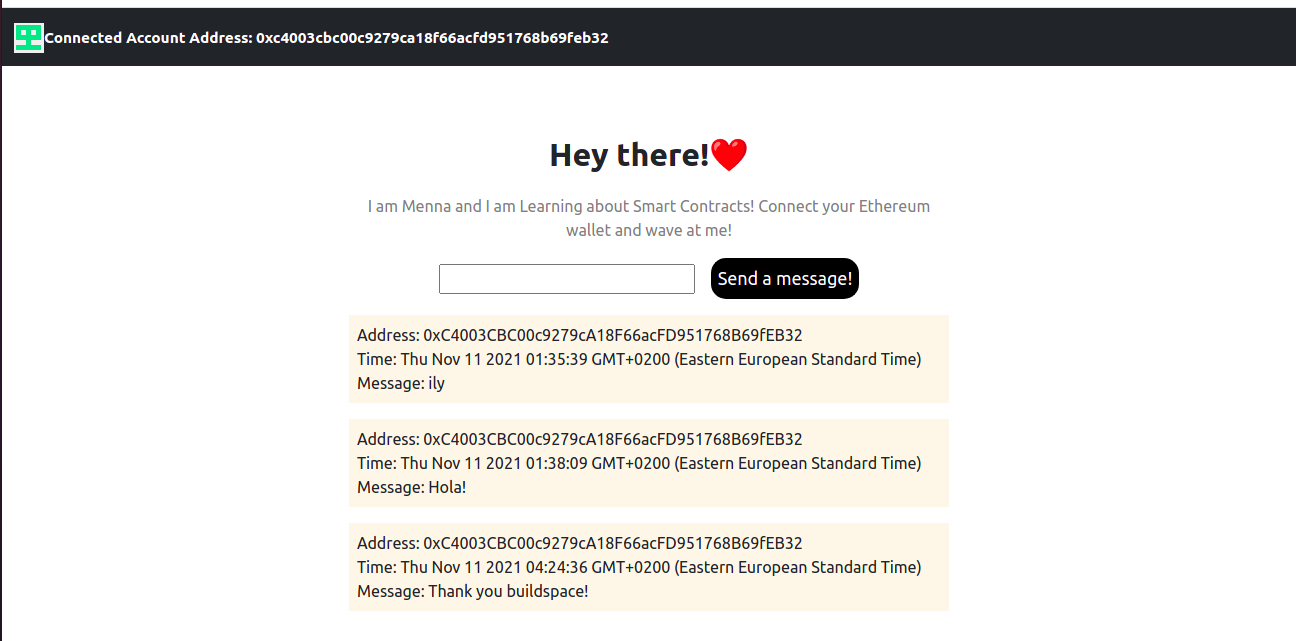 Connected Account Address: 0xc4003cbc00c9279ca18f66acfd951768b69feb32
Hey there!❤️
I am Menna and I am Learning about Smart Contracts! Connect your Ethereum
wallet and wave at me!
Send a message!
Address: 0xC4003CBC00c9279cA18F66acFD951768B69fEB32
Time: Thu Nov 11 2021 01:35:39 GMT+0200 (Eastern European Standard Time)
Message: ily
Address: 0xC4003CBC00c9279cA18F66acFD951768B69fEB32
Time: Thu Nov 11 2021 01:38:09 GMT+0200 (Eastern European Standard Time)
Message: Hola!
Address: 0xC4003CBC00c9279cA18F66acFD951768B69fEB32
Time: Thu Nov 11 2021 04:24:36 GMT+0200 (Eastern European Standard Time)
Message: Thank you buildspace!